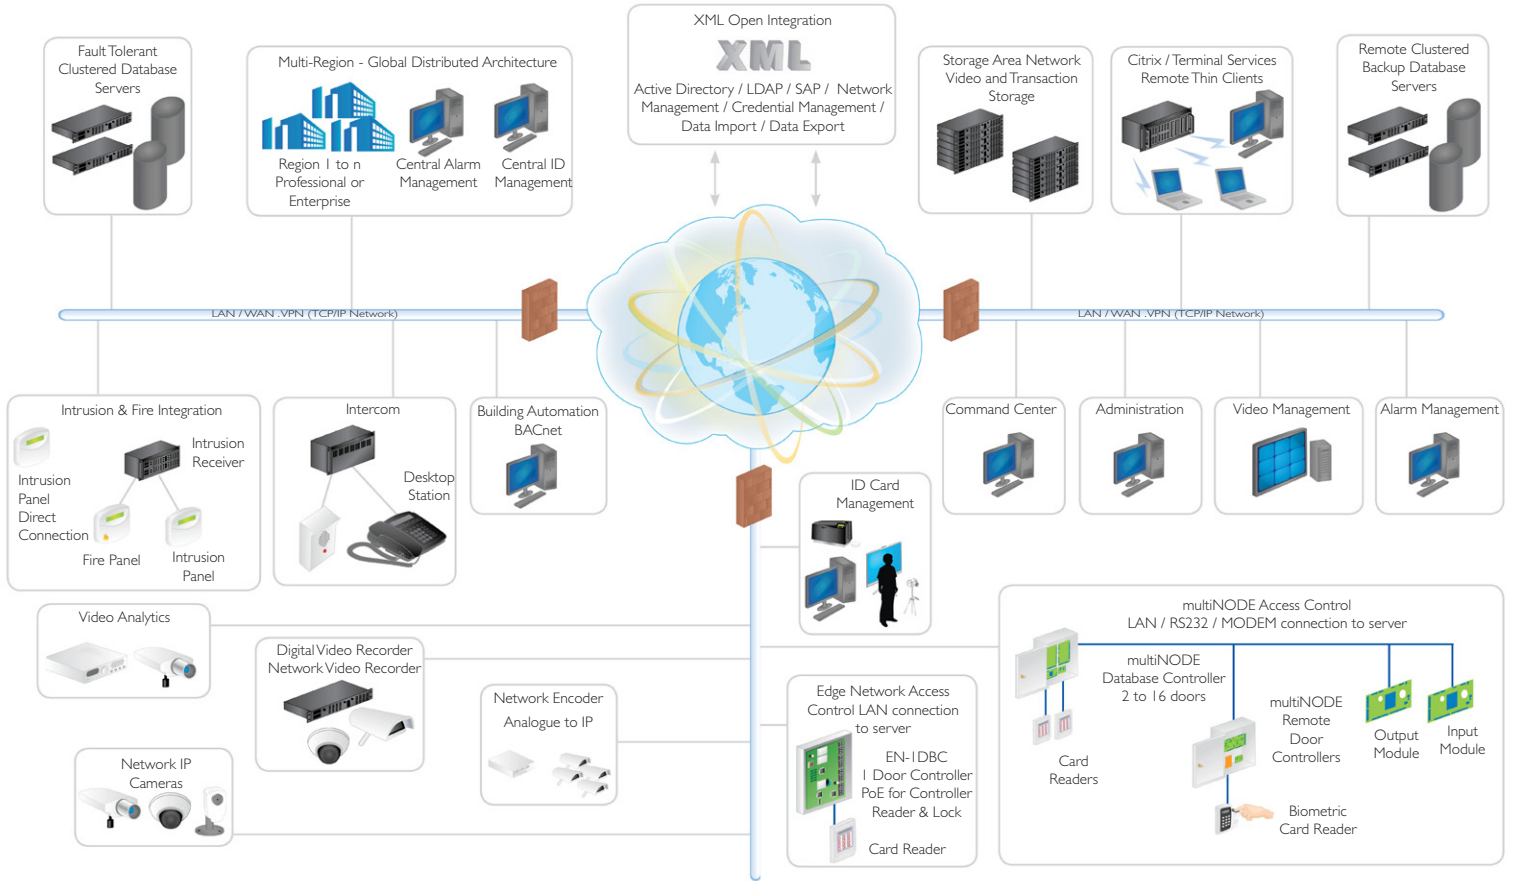 Fault Tolerant
Clustered Database
Servers
Multi-Region - Global Distributed Architecture
Region 1 to n
Professional or
Enterprise
Central Alarm
Management
Central ID
Management
XML Open Integration
XML
Active Directory / LDAP / SAP / Network
Management / Credential Management /
Data Import / Data Export
Storage Area Network
Video and Transaction
Storage
Citrix / Terminal Services
Remote Thin Clients
Remote Clustered
Backup Database
Servers
LAN / WAN .VPN (TCP/IP Network)
LAN / WAN .VPN (TCP/IP Network)
Intrusion & Fire Integration
Intrusion
Receiver
Intrusion
Panel
Direct
Connection
Fire Panel
Intrusion
Panel
Intercom
Desktop
Station
Building Automation
BACnet
Command Center
Administration
Video Management
Alarm Management
ID Card
Management
Video Analytics
Digital Video Recorder
Network Video Recorder
Network Encoder
Analogue to IP
Network IP
Cameras
Edge Network Access
Control LAN connection
to server
EN-1DBC
1 Door Controller
PoE for Controller
Reader & Lock
Card Reader
multiNODE Access Control
LAN / RS232 / MODEM connection to server
multiNODE
Database Controller
2 to 16 doors
Card
Readers
multiNODE
Remote
Door
Controllers
Output
Module
Input
Module
Biometric
Card Reader